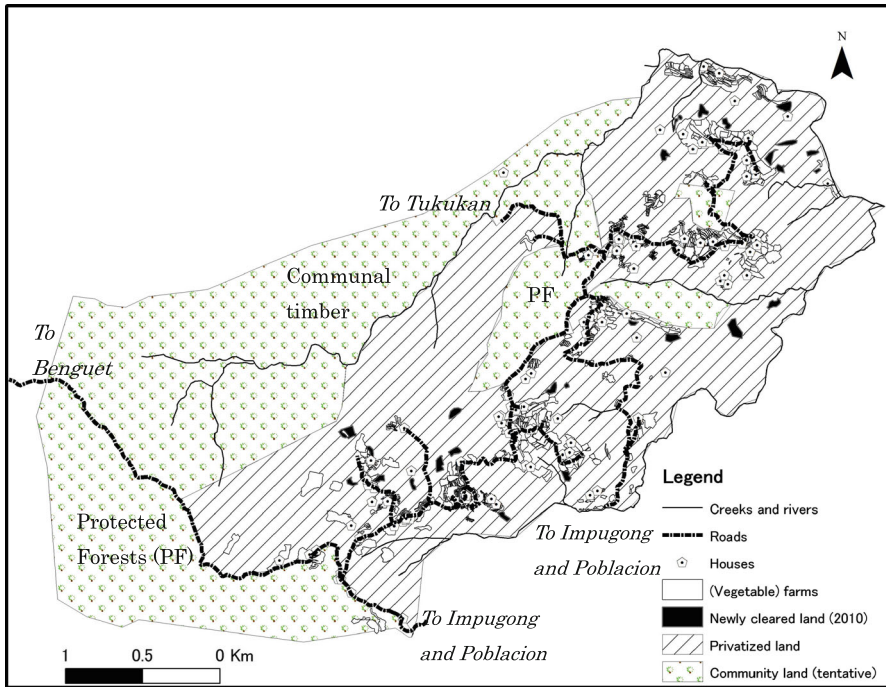 N
To Tukukan
Communal
timber
PF
To
Benguet
Protected
Forests (PF)
To Impugong
and Poblacion
To Impugong
and Poblacion
Legend
Creeks and rivers
Roads
Houses
(Vegetable) farms
Newly cleared land (2010)
Privatized land
Community land (tentative)
1 0.5 0 Km